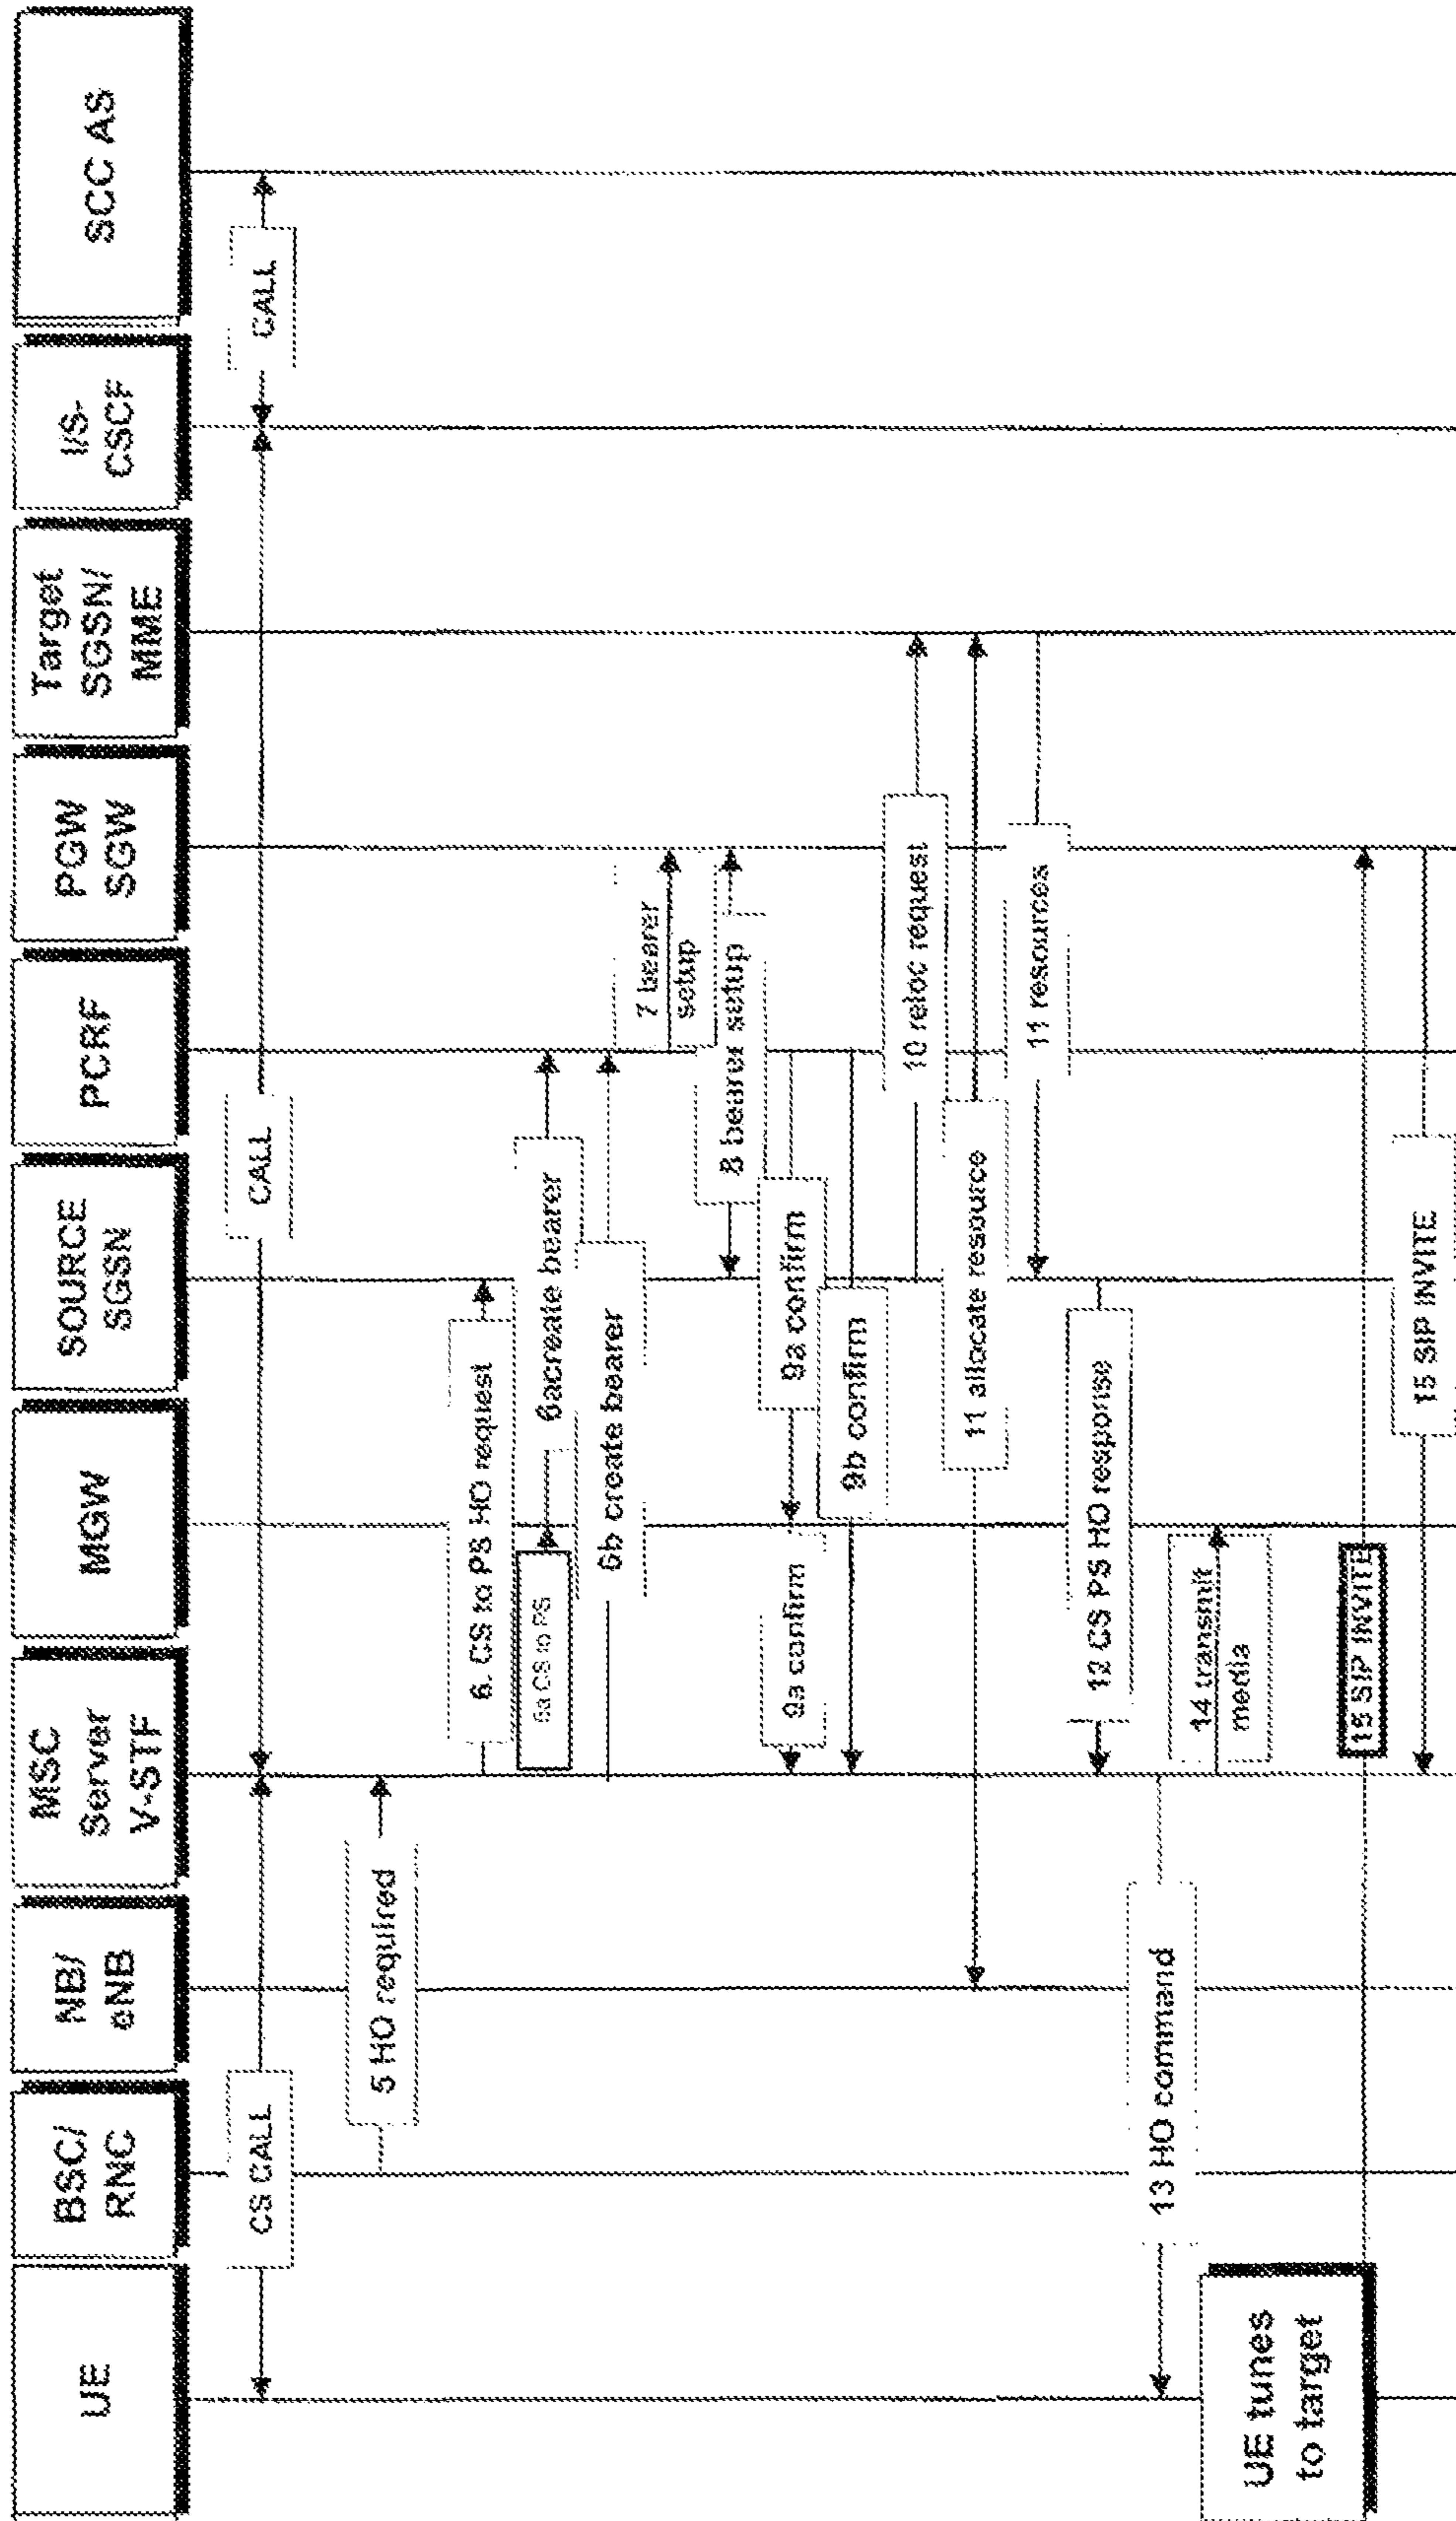 UE
BSC/
RNC
NB/
eNB
MSC
Server
V-STF
MGW
SOURCE
SGSN
PCRF
PGW
SGW
Target
SGSN/
MME
I/S-
CSCF
SCC AS
CS CALL
CALL
CALL
5 HO required
6. CS to PS HO request
6a CS to PS
6acreate bearer
6b create bearer
7 bearer
setup
8 bearer setup
9a confirm
9a confirm
9b confirm
10 reloc request
11 allocate resource
11 resources
12 CS PS HO response
13 HO command
14 transmit
media
UE tunes
to target
15 SIP INVITE
15 SIP INVITE